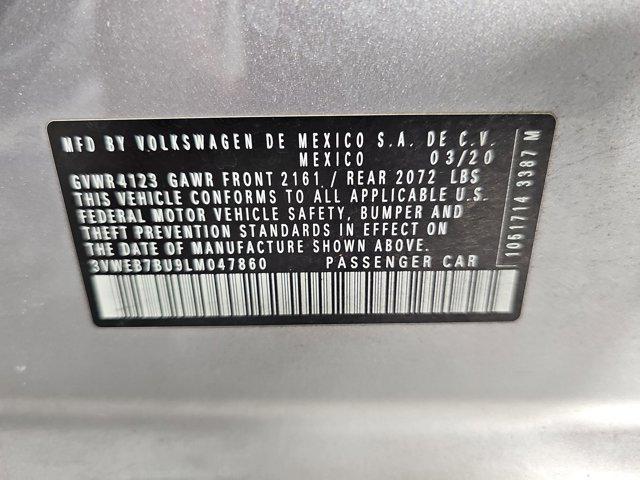 MFD BY VOLKSWAGEN DE MEXICO S.A. DE C.V.
MEXICO 03/20
GVWR4123 GAWR FRONT 2161 / REAR 2072 LBS
THIS VEHICLE CONFORMS TO ALL APPLICABLE U.S.
FEDERAL MOTOR VEHICLE SAFETY, BUMPER AND
THEFT PREVENTION STANDARDS IN EFFECT ON
THE DATE OF MANUFACTURE SHOWN ABOVE.
3VWEB7BU9LM047860 PASSENGER CAR
1051714 3387 M